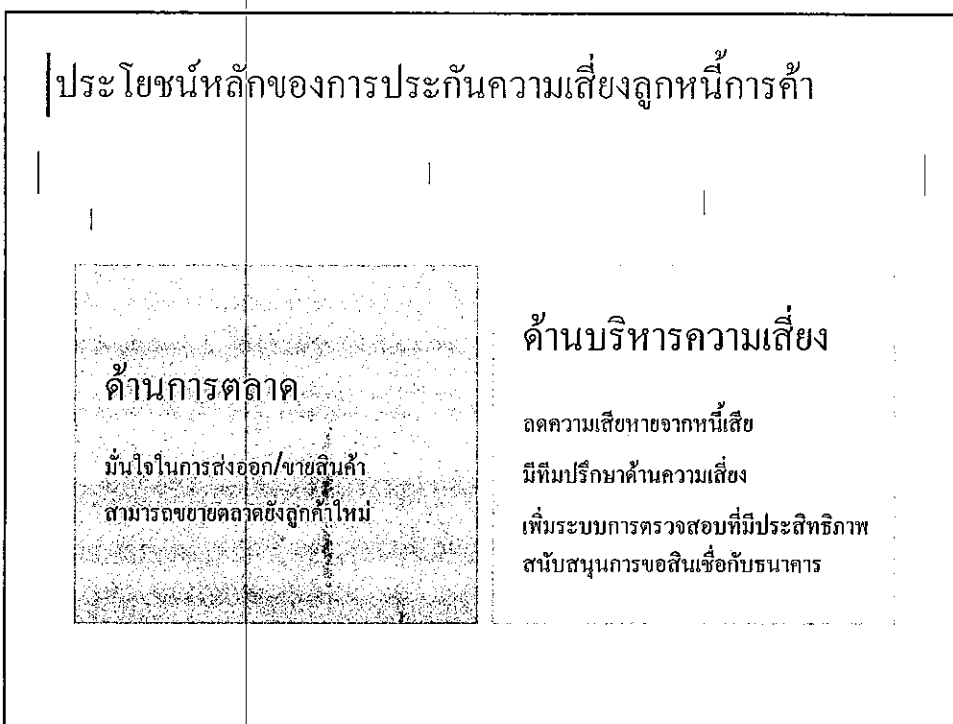 ประโยชน์หลักของการประกันความเสี่ยงลูกหนี้การค้า
ด้านการตลาด
มั่นใจในการส่งออก/ขายสินค้า
สามารถขยายตลาดยังลูกค้าใหม่
ด้านบริหารความเสี่ยง
ลดความเสียหายจากหนี้เสีย
มีทีมปรึกษาด้านความเสี่ยง
เพิ่มระบบการตรวจสอบที่มีประสิทธิภาพ
สนับสนุนการขอสินเชื่อกับธนาคาร